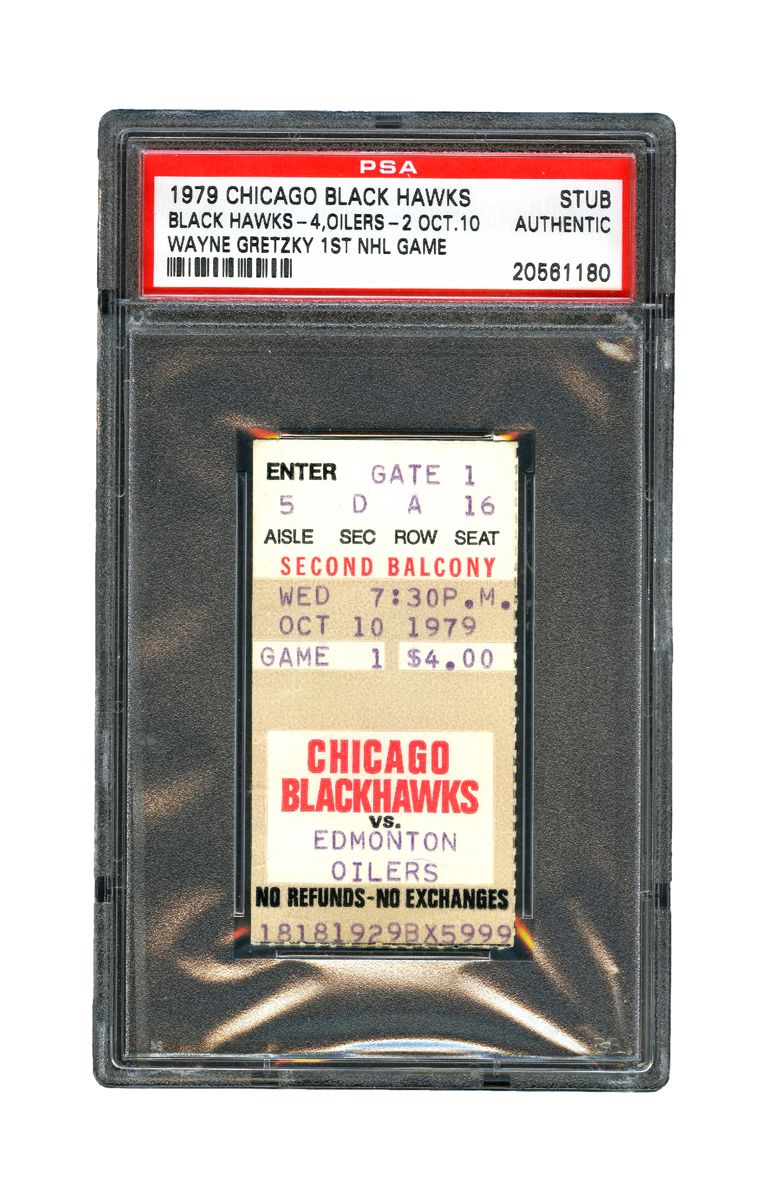 PSA
1979 CHICAGO BLACK HAWKS STUB
BLACK HAWKS-4,OILERS-2 OCT.10 AUTHENTIC
WAYNE GRETZKY 1ST NHL GAME
20561180
ENTER GATE 1
5 D A 16
AISLE SEC ROW SEAT
SECOND BALCONY
WED 7:30P.M.
OCT 10 1979
GAME 1 $4.00
CHICAGO
BLACKHAWKS
VS.
EDMONTON
OILERS
NO REFUNDS-NO EXCHANGES
18181929BX5999